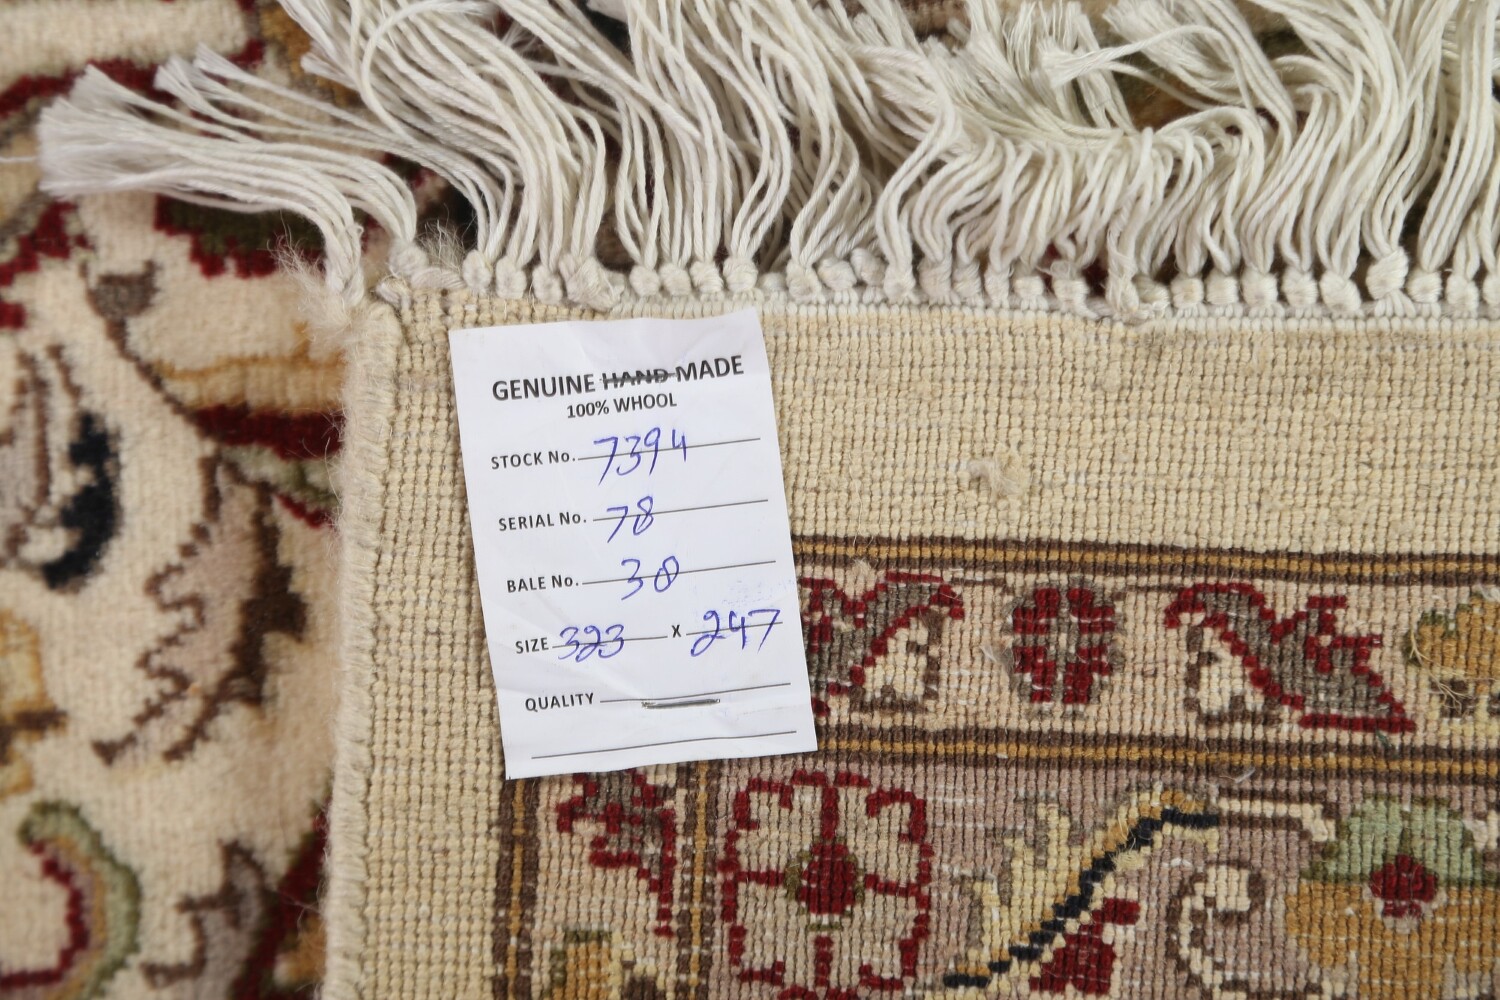 GENUINE HAND MADE
100% WHOOL
STOCK No. 7394
SERIAL No. 78
BALE No. 30
SIZE 323 X 247
QUALITY